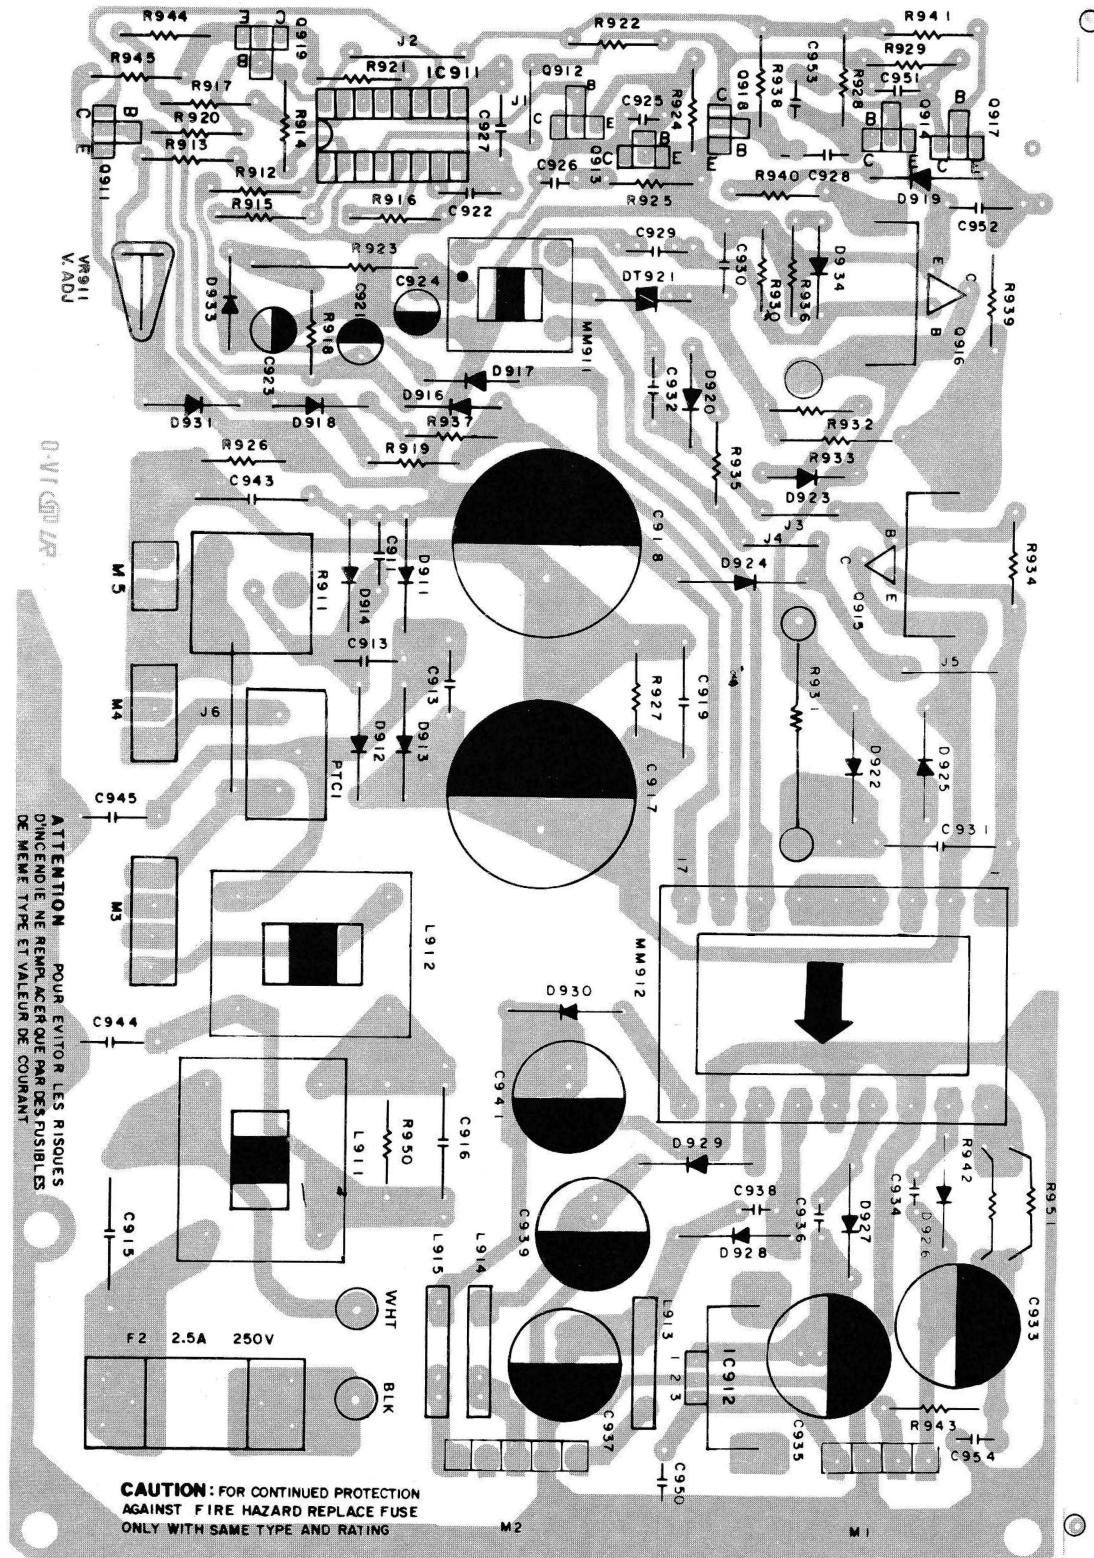 R944
E
C
Q919
B
J2
R922
R941
R945
R921
IC911
Q912
B
C953
R929
C951
R917
R920
R913
R914
C927
J1
C
E
C925
R924
C
Q918
R938
R928
B
Q914
B
Q917
C
B
E
Q911
C926
Q913
B
C
E
B
E
C
E
C
R912
R915
R916
C922
R925
R940
C928
D919
C952
VR911
V. ADJ
R923
C929
C930
D933
C921
C924
DT921
R930
R936
D934
E
C
B
R939
Q916
C923
R918
MM911
D917
D916
C932
D920
D931
D918
R937
R932
R926
R919
R935
R933
C943
D923
J3
J4
C918
D924
B
C
E
Q915
R934
M5
R911
C911
D914
D911
C913
C913
M4
J6
PTC1
D912
D913
R927
C919
R931
J5
C917
D922
D925
C945
C931
17
1
M3
L912
MM912
ATTENTION POUR EVITOR LES RISQUES
D'INCENDIE NE REMPLACER QUE PAR DES FUSIBLES
DE MEME TYPE ET VALEUR DE COURANT
D930
C944
C941
L911
R950
C916
D929
R942
R951
C934
C938
C936
D927
D926
C915
C939
D928
L915
L914
WHT
L913
C933
F2 2.5A 250V
1 2 3
IC912
BLK
C937
C935
R943
C954
C950
CAUTION: FOR CONTINUED PROTECTION
AGAINST FIRE HAZARD REPLACE FUSE
ONLY WITH SAME TYPE AND RATING
M2
M1